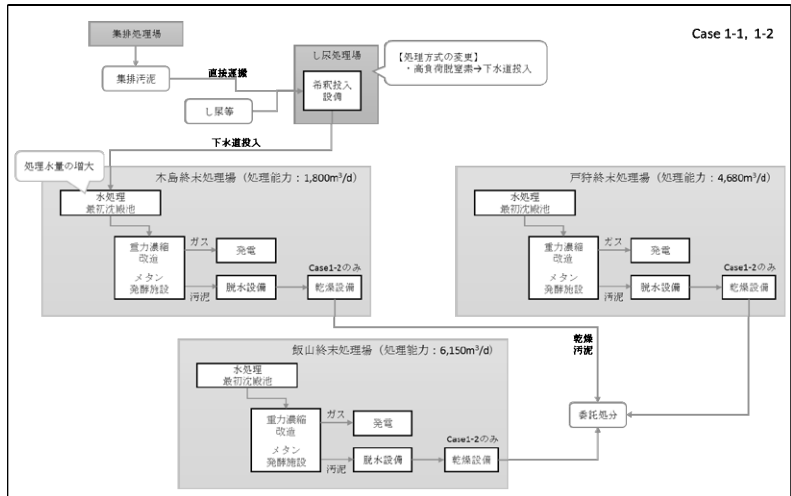 Case 1-1, 1-2
集排処理場
し尿処理場
【処理方式の変更】
・高負荷脱窒素→下水道投入
集排汚泥
直接運搬
希釈投入
設備
し尿等
下水道投入
処理水量の増大
木島終末処理場（処理能力：1,800m³/d）
水処理
最初沈殿池
重力濃縮
改造
メタン
発酵施設
ガス
発電
汚泥
脱水設備
Case1-2のみ
乾燥設備
戸狩終末処理場（処理能力：4,680m³/d）
水処理
最初沈殿池
重力濃縮
改造
メタン
発酵施設
ガス
発電
汚泥
脱水設備
Case1-2のみ
乾燥設備
乾燥
汚泥
飯山終末処理場（処理能力：6,150m³/d）
水処理
最初沈殿池
重力濃縮
改造
メタン
発酵施設
ガス
発電
汚泥
脱水設備
Case1-2のみ
乾燥設備
委託処分